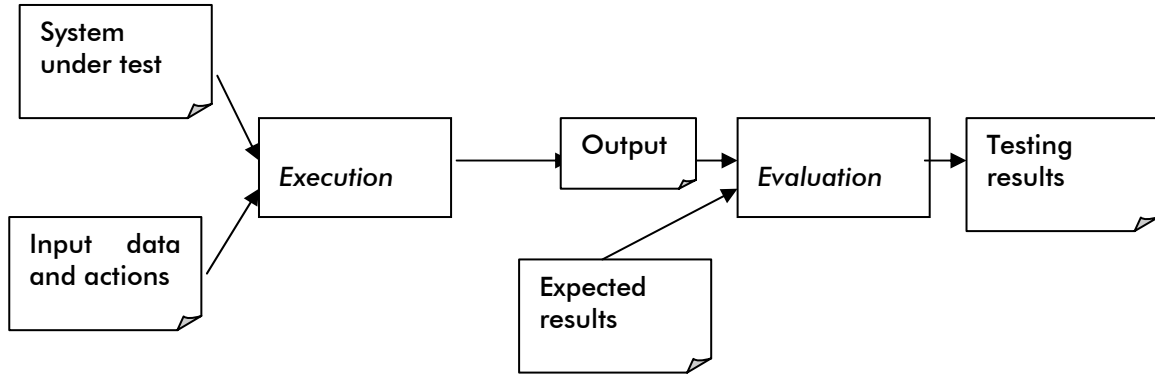 System
under test
Input data
and actions
Execution
Output
Expected
results
Evaluation
Testing
results